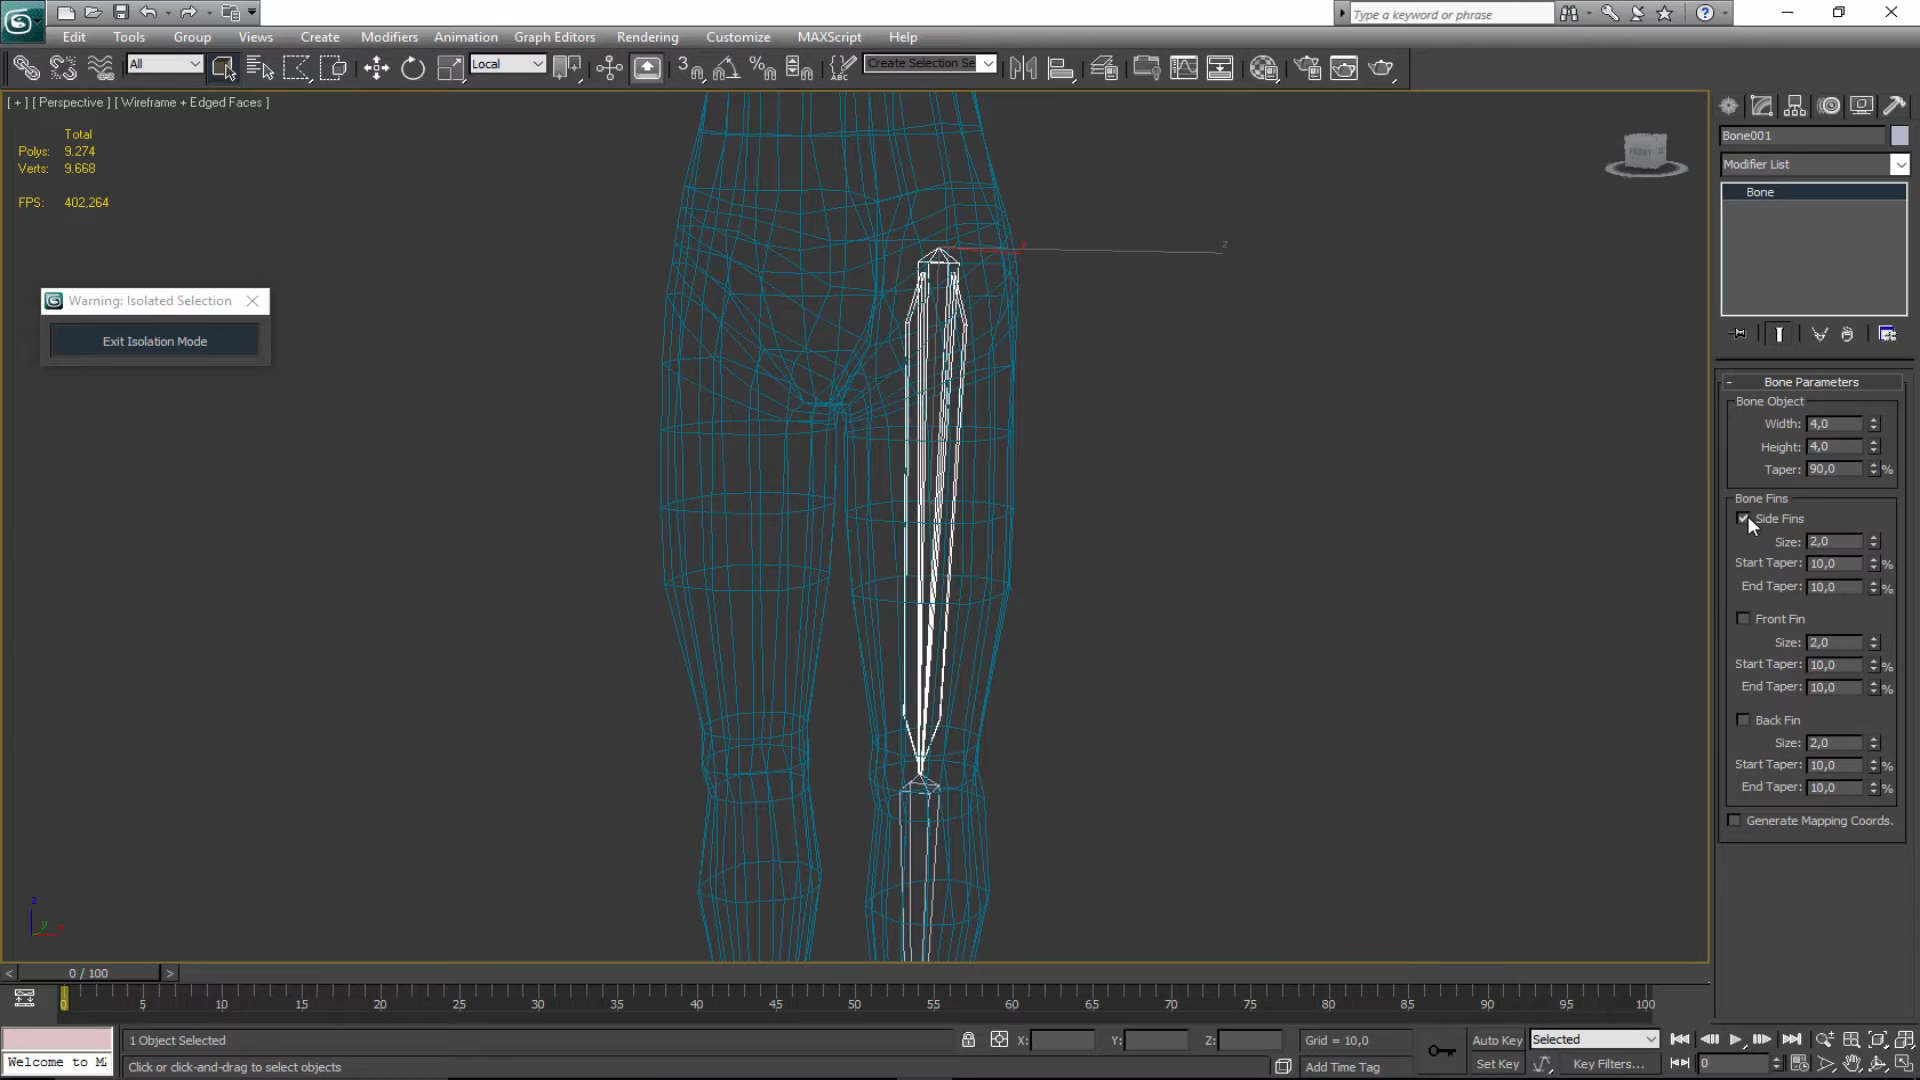 Type a keyword or phrase
Edit Tools Group Views Create Modifiers Animation Graph Editors Rendering Customize MAXScript Help
All Local 3 Create Selection Se
[ + ] [ Perspective ] [ Wireframe + Edged Faces ]
Total
Polys: 9.274
Verts: 9.668
FPS: 402,264
Warning: Isolated Selection
Exit Isolation Mode
FRONT
x z
Bone001
Modifier List
Bone
Bone Parameters
Bone Object
Width: 4,0
Height: 4,0
Taper: 90,0 %
Bone Fins
Side Fins
Size: 2,0
Start Taper: 10,0 %
End Taper: 10,0 %
Front Fin
Size: 2,0
Start Taper: 10,0 %
End Taper: 10,0 %
Back Fin
Size: 2,0
Start Taper: 10,0 %
End Taper: 10,0 %
Generate Mapping Coords.
z
y x
< 0 / 100 >
0 5 10 15 20 25 30 35 40 45 50 55 60 65 70 75 80 85 90 95 100
1 Object Selected X: Y: Z: Grid = 10,0 Auto Key Selected
Welcome to M Click or click-and-drag to select objects Add Time Tag Set Key Key Filters... 0